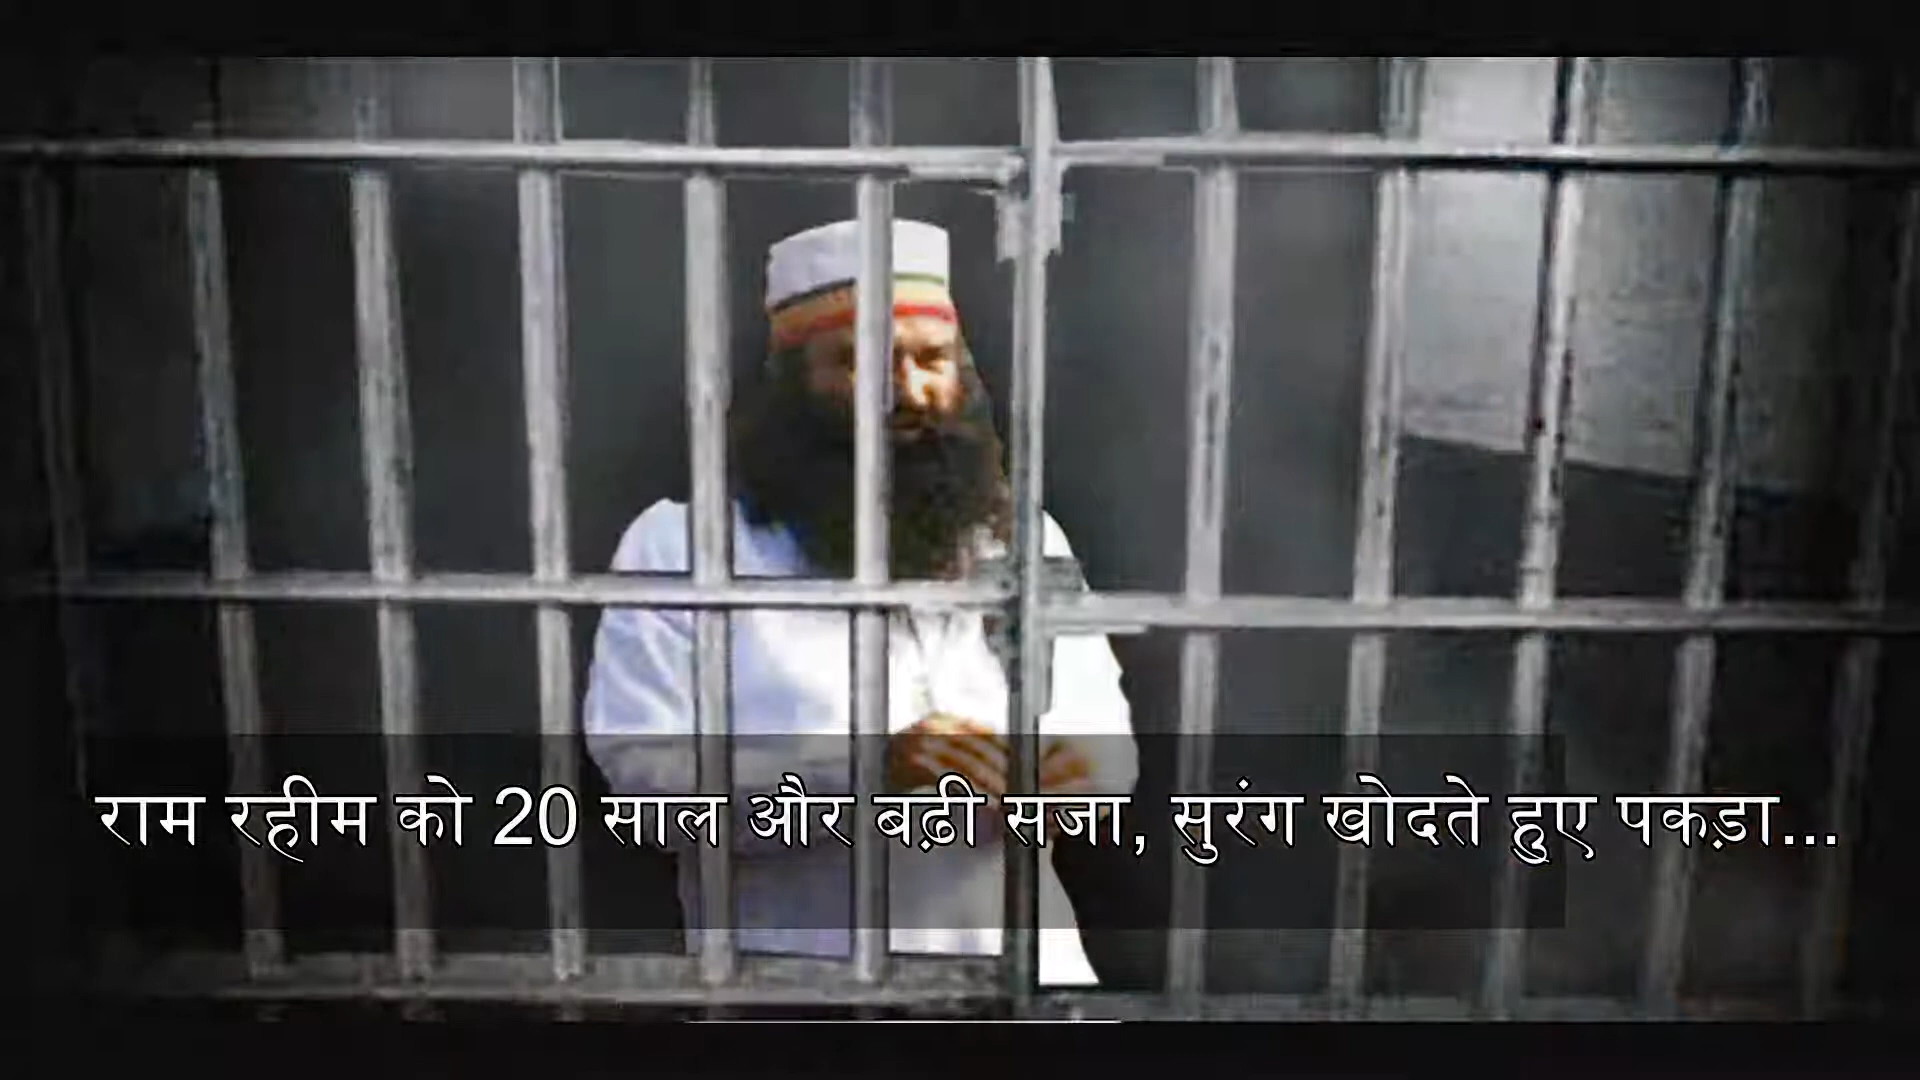 राम रहीम को 20 साल और बढ़ी सजा, सुरंग खोदते हुए पकड़ा...